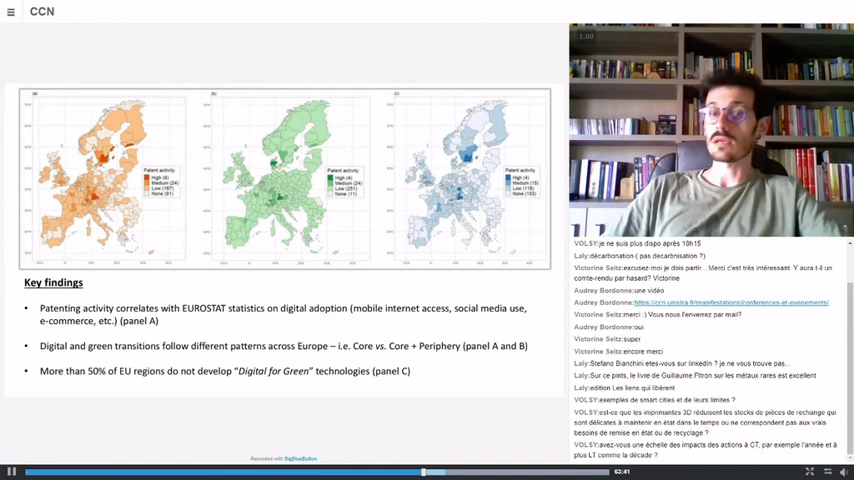 CCN
1.00
(a)
(b)
(c)
Patent activity
High (6)
Medium (24)
Low (187)
None (91)
Patent activity
High (4)
Medium (24)
Low (251)
None (11)
Patent activity
High (4)
Medium (15)
Low (118)
None (153)
Key findings
• Patenting activity correlates with EUROSTAT statistics on digital adoption (mobile internet access, social media use,
e-commerce, etc.) (panel A)
• Digital and green transitions follow different patterns across Europe – i.e. Core vs. Core + Periphery (panel A and B)
• More than 50% of EU regions do not develop “Digital for Green” technologies (panel C)
Recorded with BigBlueButton.
VOLSY:je ne suis plus dispo après 18h15
Laly:décarbonation ( pas decarbnisation ?)
Victorine Seitz:excusez-moi je dois partir... Merci c'est très intéressant. Y aura t-il un
comte-rendu par hasard? Victorine
Audrey Bordonne:une vidéo
Audrey Bordonne:https://ccn.unistra.fr/manifestations/conferences-et-evenements/
Victorine Seitz:merci :) Vous nous l'enverrez par mail?
Audrey Bordonne:oui
Victorine Seitz:super
Victorine Seitz:encore merci
Laly:Stefano Bianchini etes-vous sur linkedIn ? je ne vous trouve pas...
Laly:Sur ce pints, le livre de Guillaume Pitron sur les métaux rares est excellent
Laly:edition Les liens qui libèrent
VOLSY:exemples de smart cities et de leurs limites ?
VOLSY:est-ce que les imprimantes 3D réduisent les stocks de pièces de rechange qui
sont délicates à maintenir en état dans le temps ou ne correspondent pas aux vrais
besoins de remise en état ou de recyclage ?
VOLSY:avez-vous une échelle des impacts des actions à CT, par exemple l'année et à
plus LT comme la décade ?
63:41